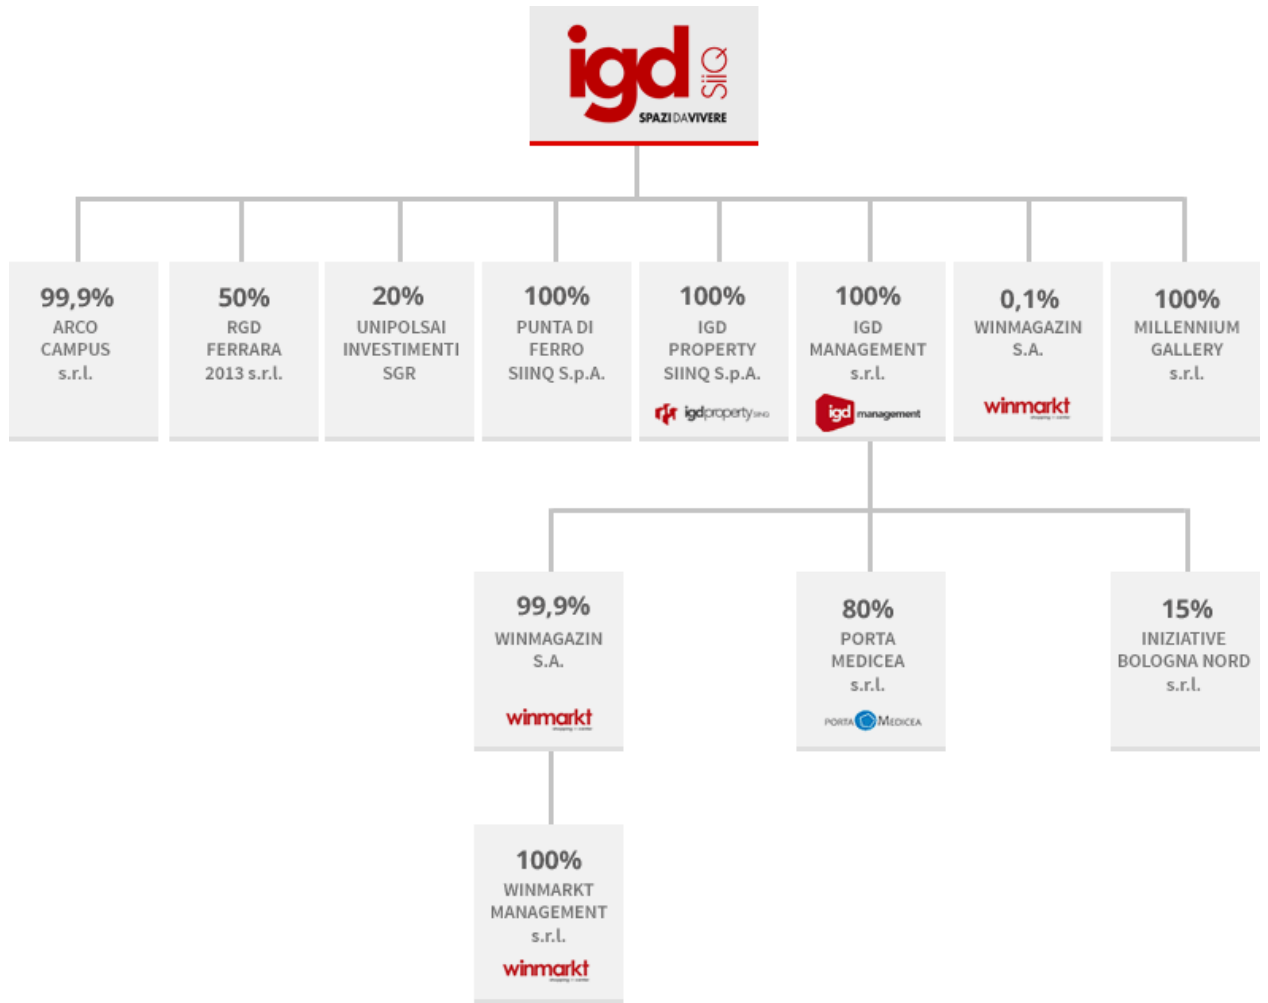 igd SiiQ
SPAZI DA VIVERE
99,9%
ARCO
CAMPUS
s.r.l.
50%
RGD
FERRARA
2013 s.r.l.
20%
UNIPOLSAI
INVESTIMENTI
SGR
100%
PUNTA DI
FERRO
SIINQ S.p.A.
100%
IGD
PROPERTY
SIINQ S.p.A.
igdproperty SIINQ
100%
IGD
MANAGEMENT
s.r.l.
igd management
0,1%
WINMAGAZIN
S.A.
winmarkt
100%
MILLENNIUM
GALLERY
s.r.l.
99,9%
WINMAGAZIN
S.A.
winmarkt
80%
PORTA
MEDICEA
s.r.l.
PORTA MEDICEA
15%
INIZIATIVE
BOLOGNA NORD
s.r.l.
100%
WINMARKT
MANAGEMENT
s.r.l.
winmarkt